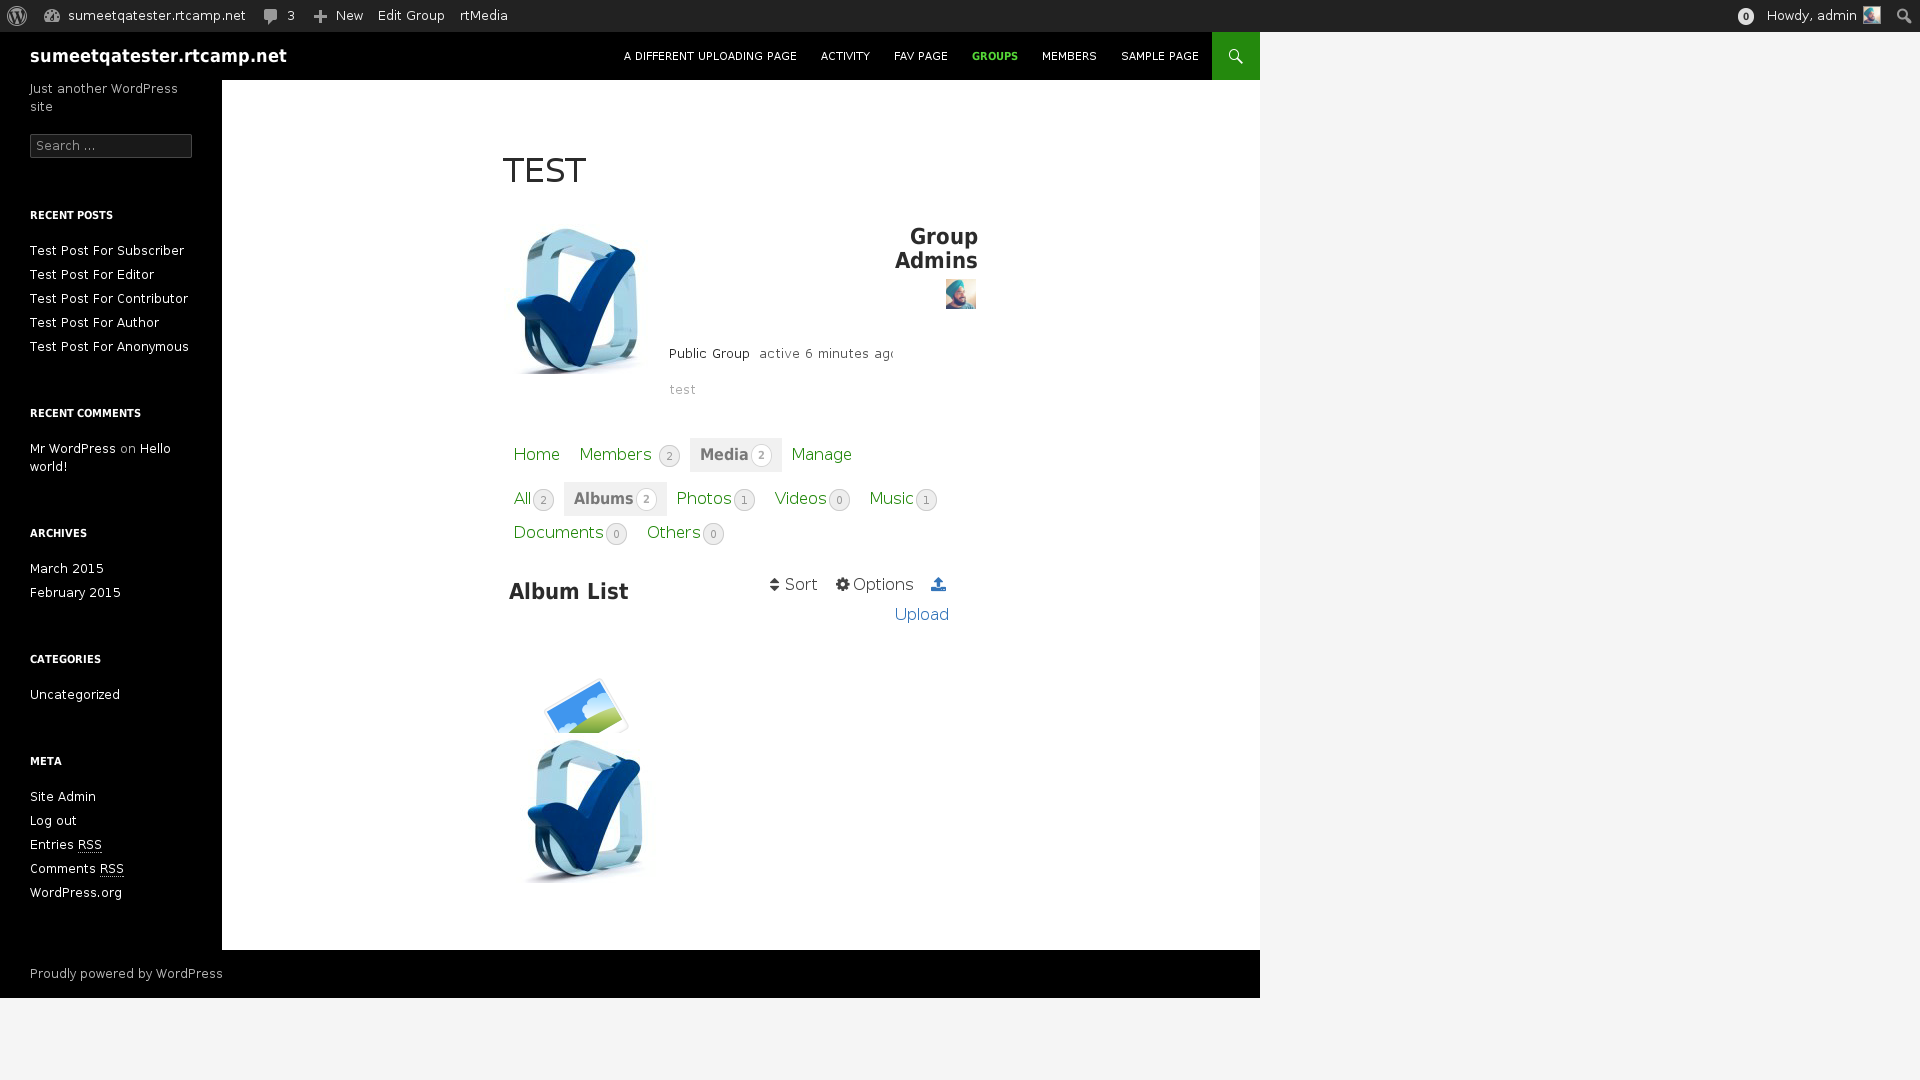 sumeetqatester.rtcamp.net 3 New Edit Group rtMedia 0 Howdy, admin
sumeetqatester.rtcamp.net A DIFFERENT UPLOADING PAGE ACTIVITY FAV PAGE GROUPS MEMBERS SAMPLE PAGE
Just another WordPress
site
Search ...
RECENT POSTS
Test Post For Subscriber
Test Post For Editor
Test Post For Contributor
Test Post For Author
Test Post For Anonymous
RECENT COMMENTS
Mr WordPress on Hello
world!
ARCHIVES
March 2015
February 2015
CATEGORIES
Uncategorized
META
Site Admin
Log out
Entries RSS
Comments RSS
WordPress.org
TEST
Group
Admins
Public Group active 6 minutes ago
test
Home Members 2 Media 2 Manage
All 2 Albums 2 Photos 1 Videos 0 Music 1
Documents 0 Others 0
Album List Sort Options
Upload
Proudly powered by WordPress